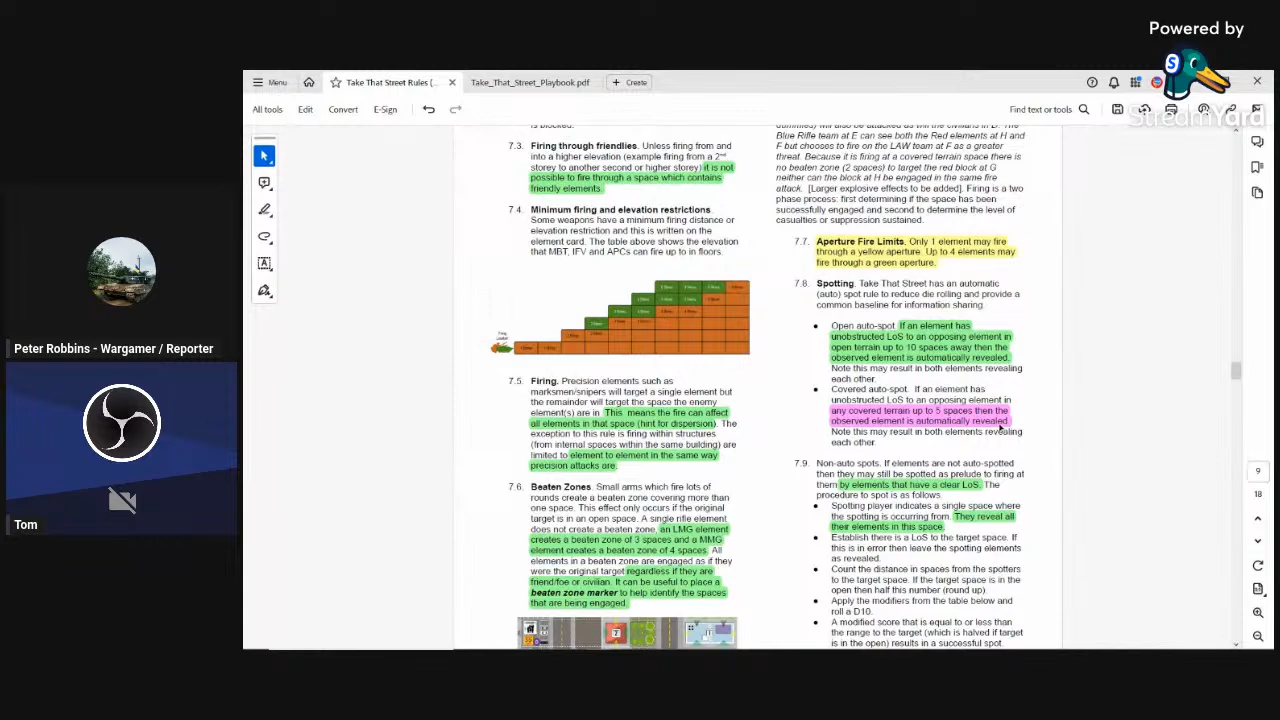 Powered by
StreamYard
Menu
Take That Street Rules (...
Take_That_Street_Playbook.pdf
Create
All tools
Edit
Convert
E-Sign
Find text or tools
Peter Robbins - Wargamer / Reporter
Tom
is blocked.
7.3. Firing through friendlies. Unless firing from and
into a higher elevation (example firing from a 2nd
storey to another second or higher storey) it is not
possible to fire through a space which contains
friendly elements.
7.4. Minimum firing and elevation restrictions
Some weapons have a minimum firing distance or
elevation restriction and this is written on the
element card. The table above shows the elevation
that MBT, IFV and APCs can fire up to in floors.
7.5. Firing. Precision elements such as
marksmen/snipers will target a single element but
the remainder will target the space the enemy
element(s) are in. This means the fire can affect
all elements in that space (hint for dispersion). The
exception to this rule is firing within structures
(from internal spaces within the same building) are
limited to element to element in the same way
precision attacks are.
7.6. Beaten Zones. Small arms which fire lots of
rounds create a beaten zone covering more than
one space. This effect only occurs if the original
target is in an open space. A single rifle element
does not create a beaten zone, an LMG element
creates a beaten zone of 3 spaces and a MMG
element creates a beaten zone of 4 spaces. All
elements in a beaten zone are engaged as if they
were the original target regardless if they are
friend/foe or civilian. It can be useful to place a
beaten zone marker to help identify the spaces
that are being engaged.
7
dummies) will also be attacked as will the civilians in D. The
Blue Rifle team at E can see both the Red elements at H and
F but chooses to fire on the LAW team at F as a greater
threat. Because it is firing at a covered terrain space there is
no beaten zone (2 spaces) to target the red block at G
neither can the block at H be engaged in the same fire
attack. [Larger explosive effects to be added]. Firing is a two
phase process: first determining if the space has been
successfully engaged and second to determine the level of
casualties or suppression sustained.
7.7. Aperture Fire Limits. Only 1 element may fire
through a yellow aperture. Up to 4 elements may
fire through a green aperture.
7.8. Spotting. Take That Street has an automatic
(auto) spot rule to reduce die rolling and provide a
common baseline for information sharing.
• Open auto-spot. If an element has
unobstructed LoS to an opposing element in
open terrain up to 10 spaces away then the
observed element is automatically revealed.
Note this may result in both elements revealing
each other.
• Covered auto-spot. If an element has
unobstructed LoS to an opposing element in
any covered terrain up to 5 spaces then the
observed element is automatically revealed.
Note this may result in both elements revealing
each other.
7.9. Non-auto spots. If elements are not auto-spotted
then they may still be spotted as prelude to firing at
them by elements that have a clear LoS. The
procedure to spot is as follows.
• Spotting player indicates a single space where
the spotting is occurring from. They reveal all
their elements in this space.
• Establish there is a LoS to the target space. If
this is in error then leave the spotting elements
as revealed.
• Count the distance in spaces from the spotters
to the target space. If the target space is in the
open then half this number (round up).
• Apply the modifiers from the table below and
roll a D10.
• A modified score that is equal to or less than
the range to the target (which is halved if target
is in the open) results in a successful spot.
9
18